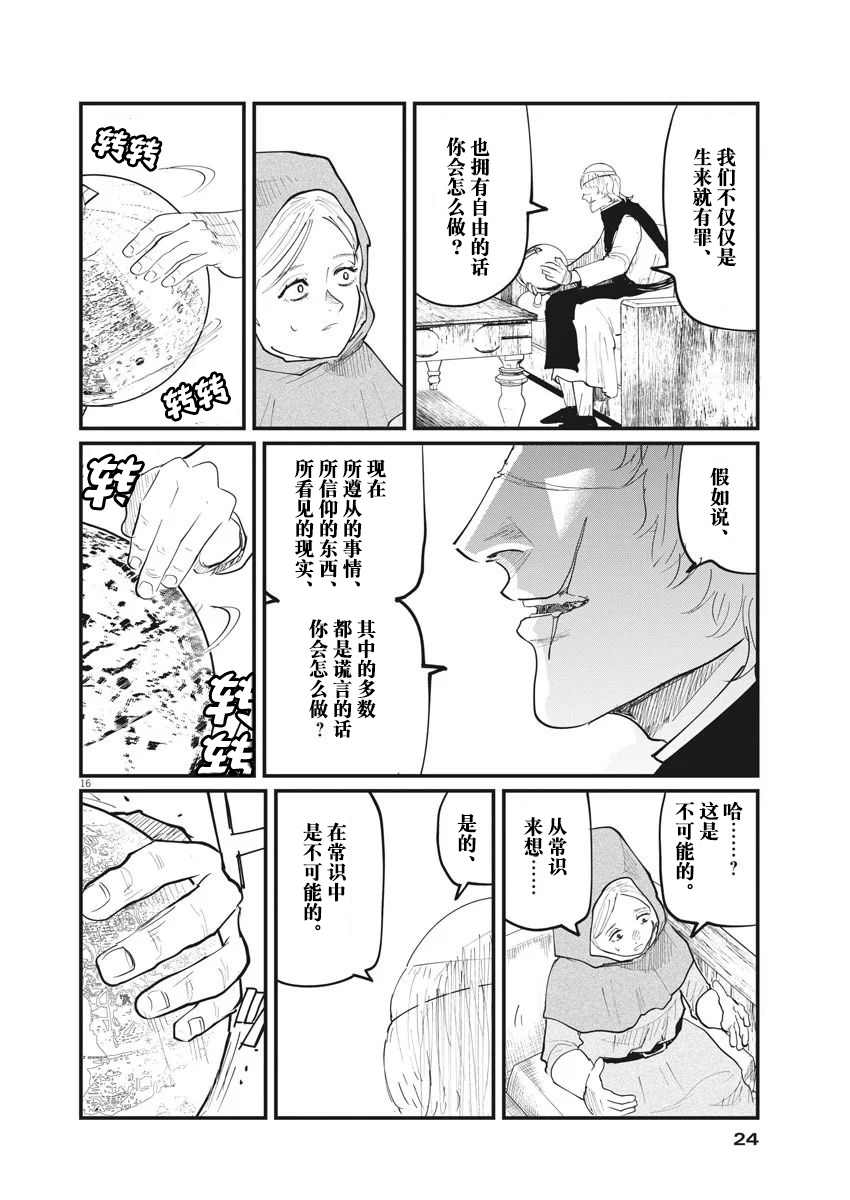 我们不仅仅是
生来就有罪、
也拥有自由的话
你会怎么做？
转转
转转
假如说、
现在
所遵从的事情、
所信仰的东西、
所看见的现实、
其中的多数
都是谎言的话
你会怎么做？
转
转
转
16
哈……？
这是
不可能的。
从常识
来想……
是的、
在常识中
是不可能的。
24